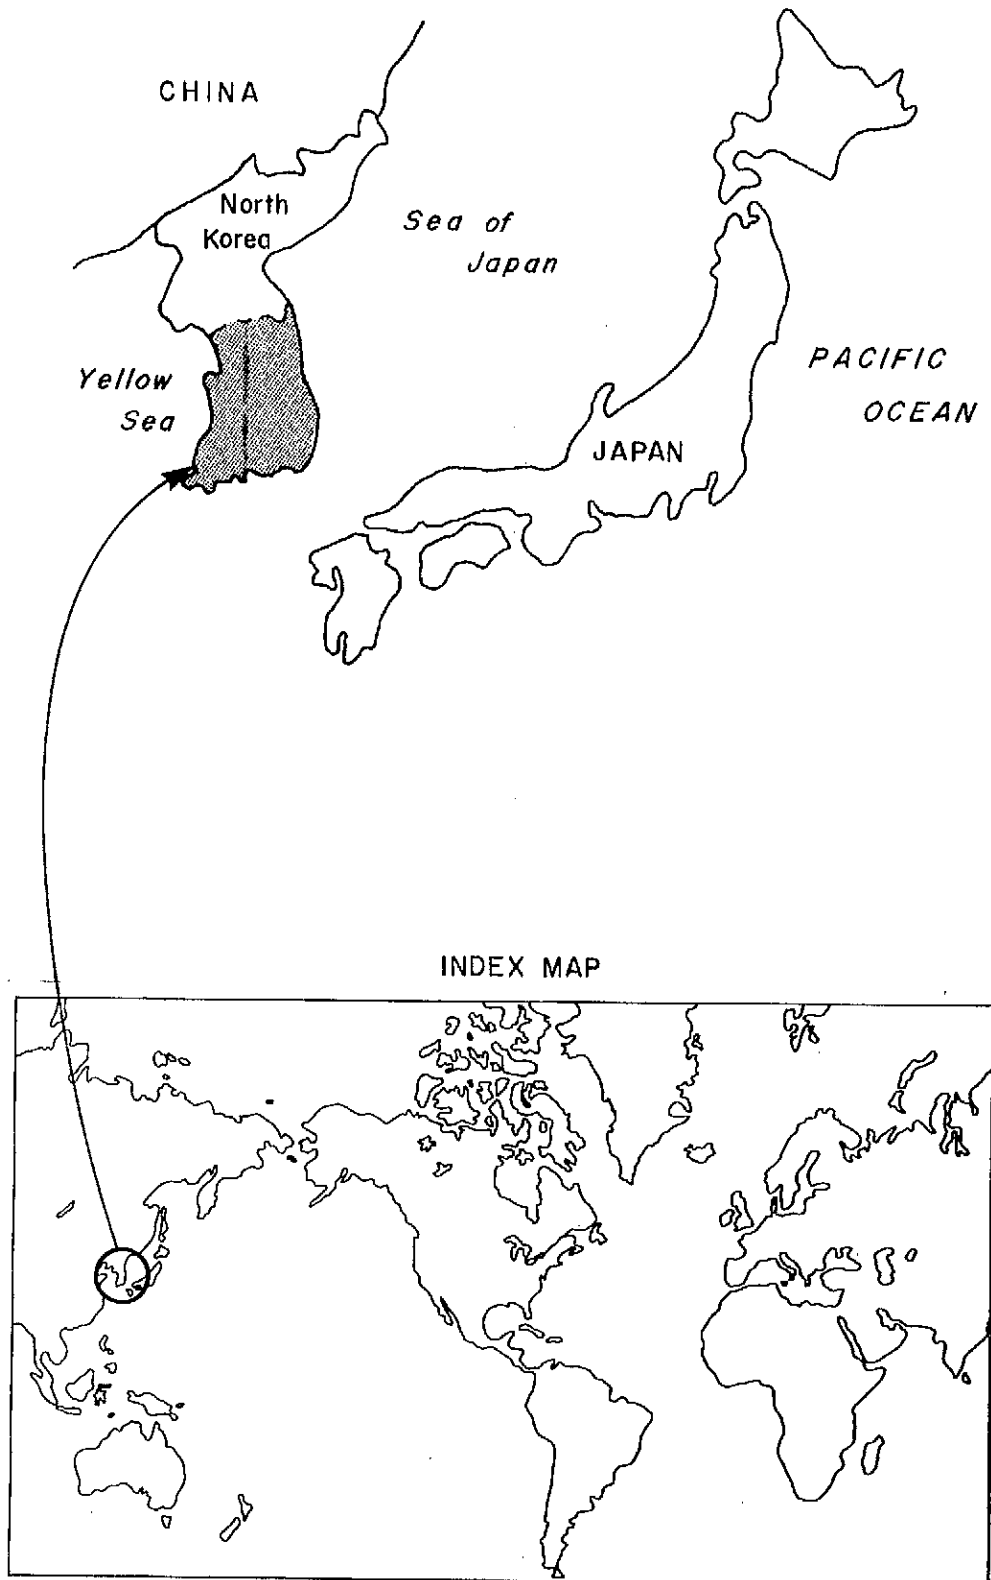 CHINA
North
Korea
Sea of
Japan
Yellow
Sea
PACIFIC
OCEAN
JAPAN
INDEX MAP